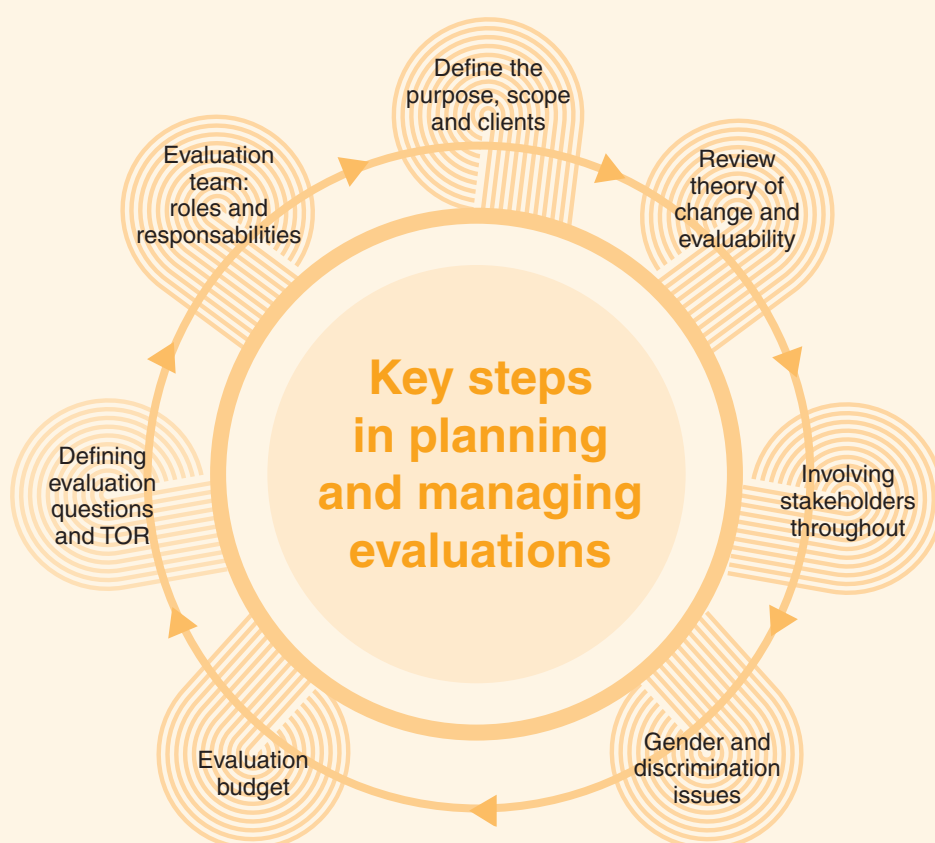 Define the
purpose, scope
and clients
Review
theory of
change and
evaluability
Involving
stakeholders
throughout
Gender and
discrimination
issues
Evaluation
budget
Defining
evaluation
questions
and TOR
Evaluation
team:
roles and
responsabilities
Key steps
in planning
and managing
evaluations